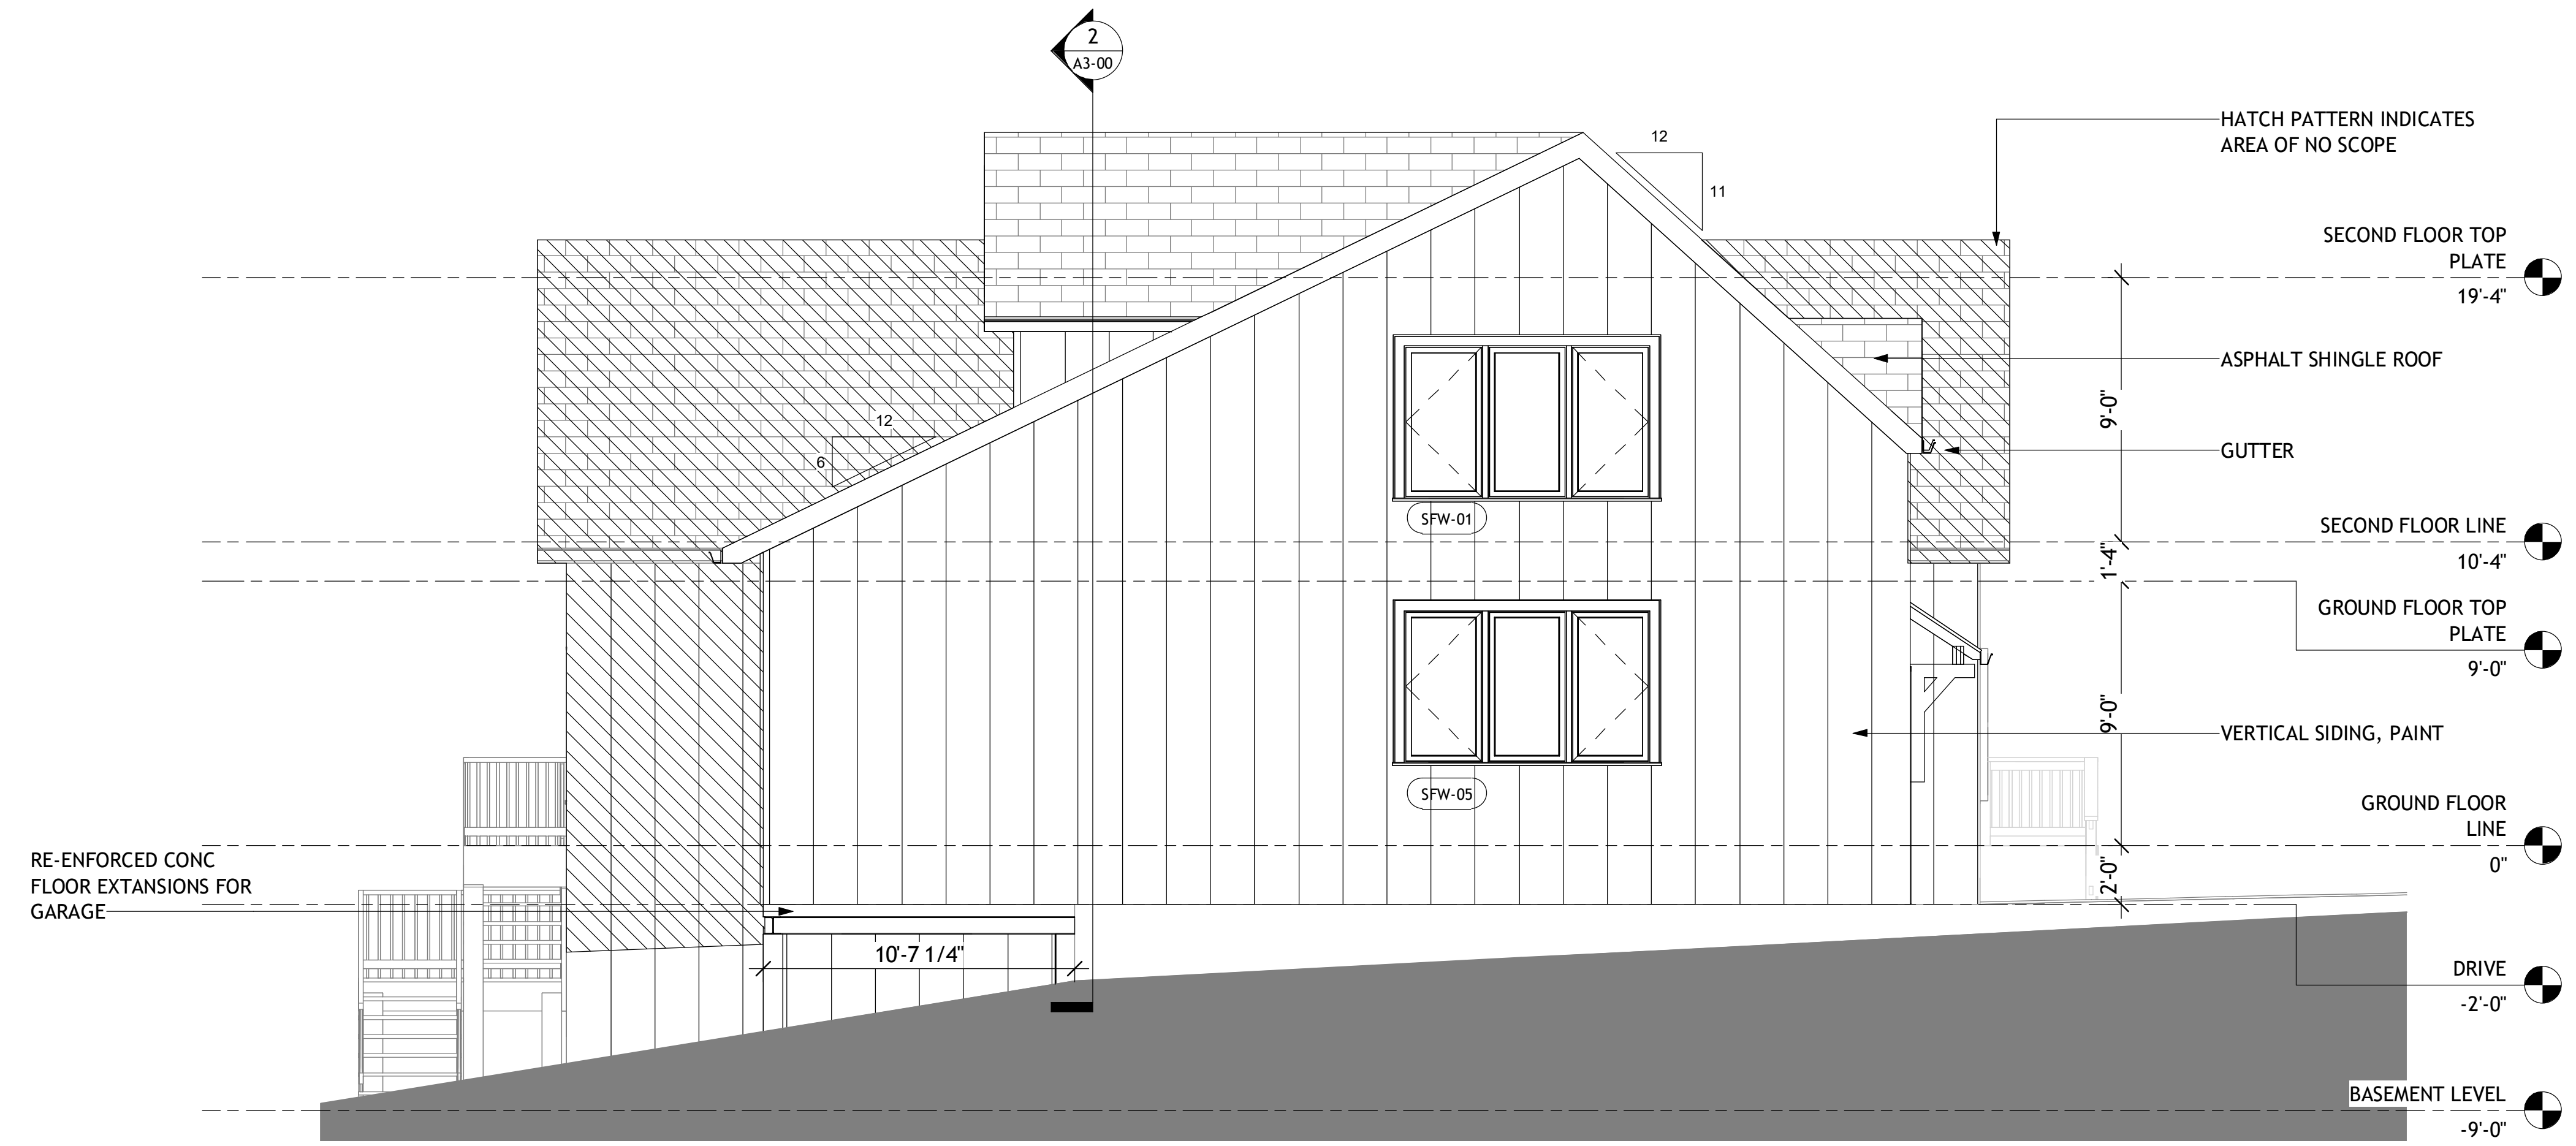 2
A3-00
12
11
HATCH PATTERN INDICATES
AREA OF NO SCOPE
SECOND FLOOR TOP
PLATE
19'-4"
ASPHALT SHINGLE ROOF
9'-0"
12
6
GUTTER
SFW-01
SECOND FLOOR LINE
10'-4"
1'-4"
GROUND FLOOR TOP
PLATE
9'-0"
9'-0"
VERTICAL SIDING, PAINT
SFW-05
GROUND FLOOR
LINE
0"
2'-0"
RE-ENFORCED CONC
FLOOR EXTANSIONS FOR
GARAGE
10'-7 1/4"
DRIVE
-2'-0"
BASEMENT LEVEL
-9'-0"